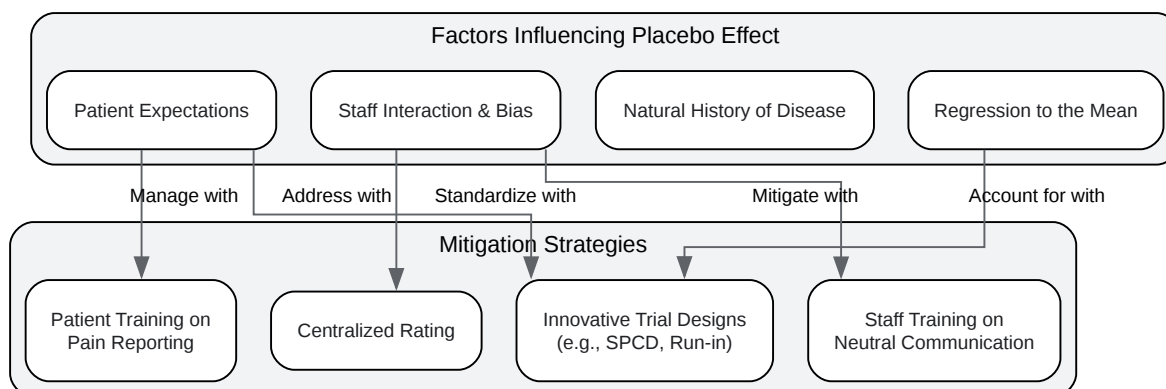 Factors Influencing Placebo Effect
Patient Expectations
Staff Interaction & Bias
Natural History of Disease
Regression to the Mean
Manage with
Address with
Standardize with
Mitigate with
Account for with
Mitigation Strategies
Patient Training on
Pain Reporting
Centralized Rating
Innovative Trial Designs
(e.g., SPCD, Run-in)
Staff Training on
Neutral Communication